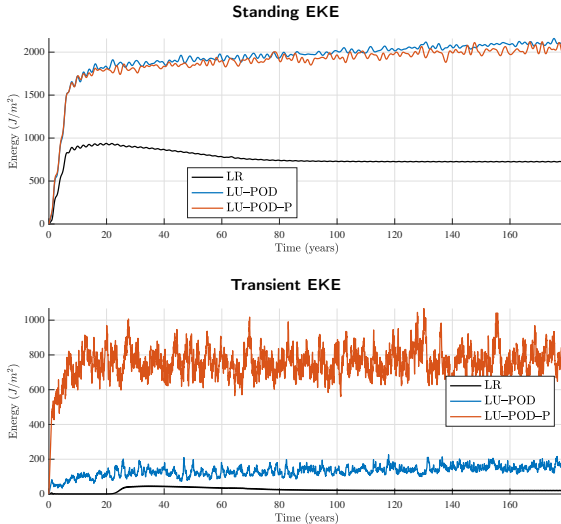 Standing EKE
Energy (J/m²)
2000
1500
1000
500
0
LR
LU–POD
LU–POD–P
0 20 40 60 80 100 120 140 160
Time (years)
Transient EKE
Energy (J/m²)
1000
800
600
400
200
0
LR
LU–POD
LU–POD–P
0 20 40 60 80 100 120 140 160
Time (years)